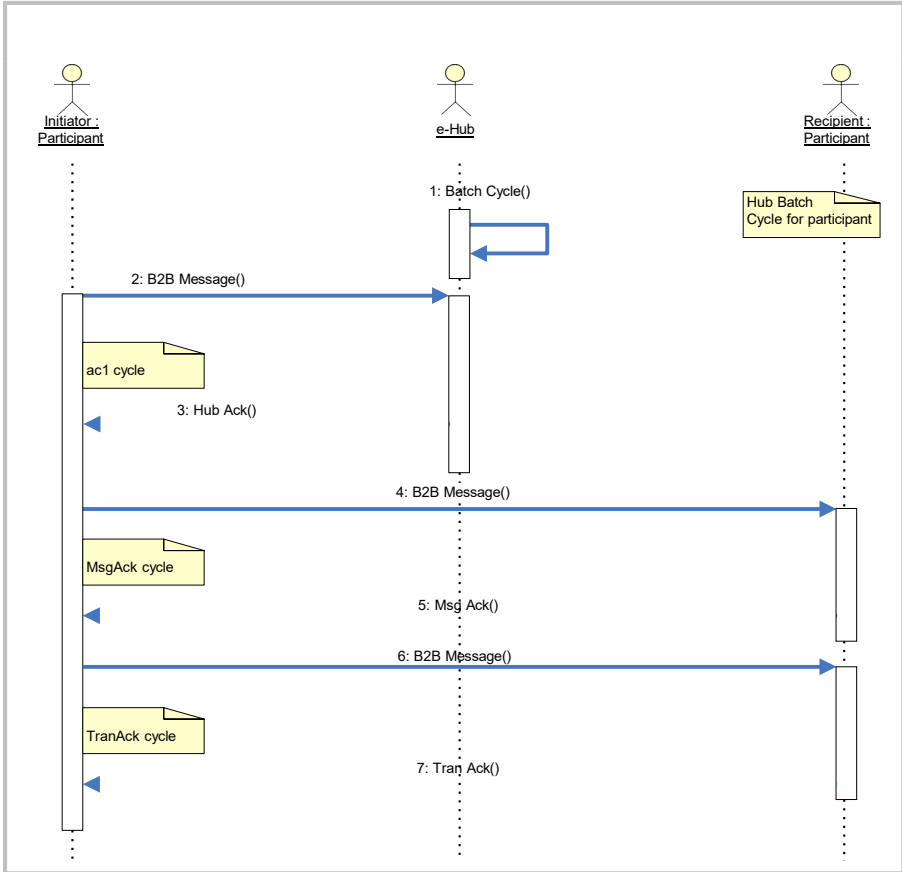 Initiator :
Participant
e-Hub
Recipient :
Participant
1: Batch Cycle()
Hub Batch
Cycle for participant
2: B2B Message()
ac1 cycle
3: Hub Ack()
4: B2B Message()
MsgAck cycle
5: Msg Ack()
6: B2B Message()
TranAck cycle
7: Tran Ack()